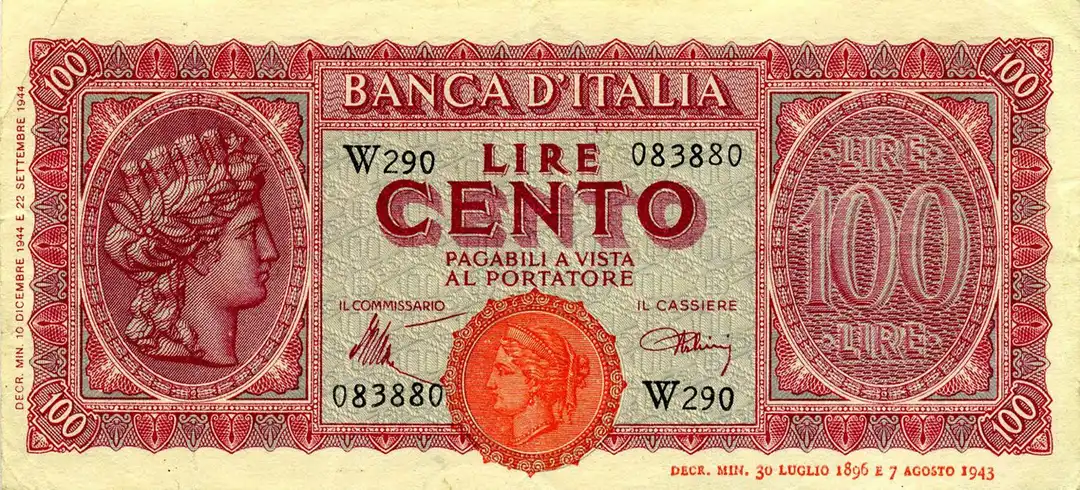 100
100
BANCA D'ITALIA
W290
LIRE
083880
CENTO
PAGABILI A VISTA
AL PORTATORE
IL COMMISSARIO
IL CASSIERE
083880
W290
LIRE
100
LIRE
100
100
DECR. MIN. 10 DICEMBRE 1944 E 22 SETTEMBRE 1944
DECR. MIN. 30 LUGLIO 1896 E 7 AGOSTO 1943